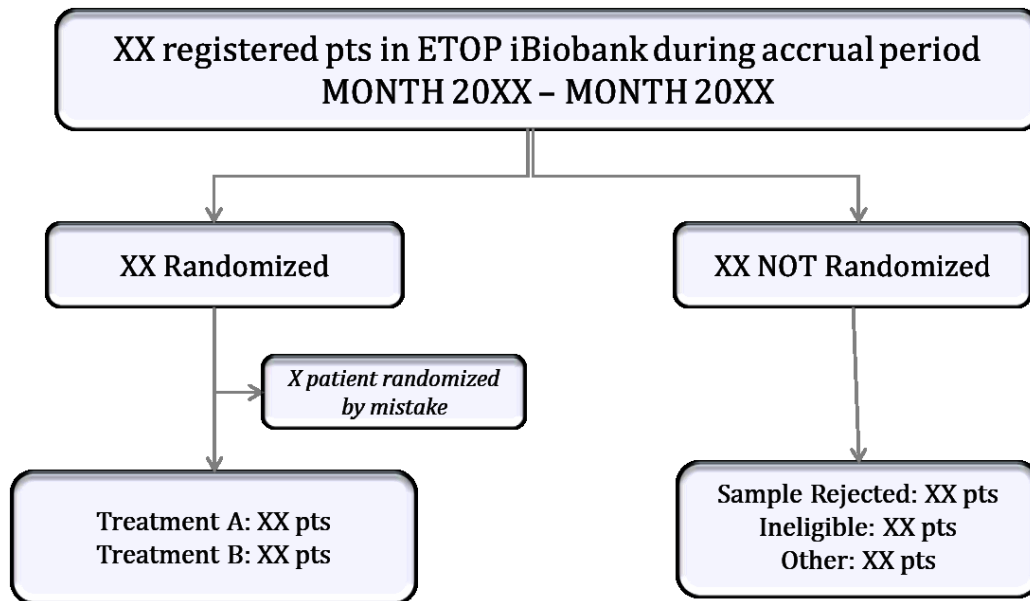 XX registered pts in ETOP iBiobank during accrual period
MONTH 20XX – MONTH 20XX
XX Randomized
XX NOT Randomized
X patient randomized
by mistake
Treatment A: XX pts
Treatment B: XX pts
Sample Rejected: XX pts
Ineligible: XX pts
Other: XX pts